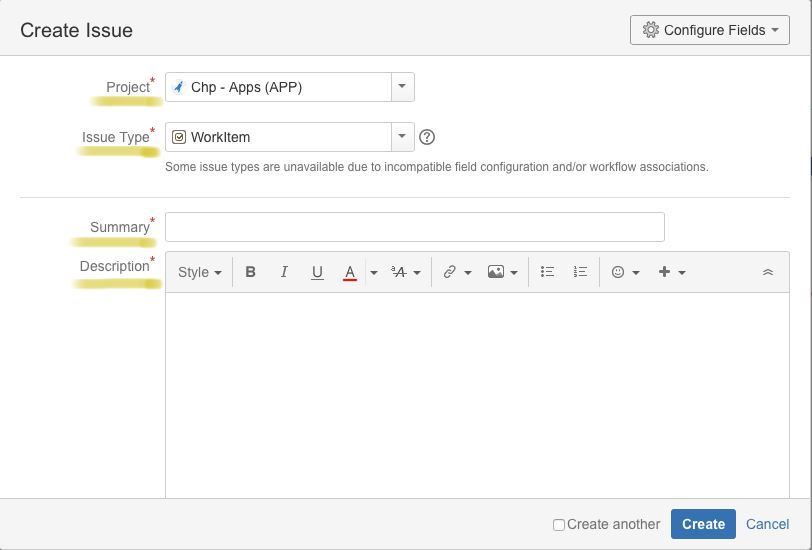 Create Issue
Configure Fields
Project*
Chp - Apps (APP)
Issue Type*
WorkItem
?
Some issue types are unavailable due to incompatible field configuration and/or workflow associations.
Summary*
Description*
Style B I U A ᵃA
Create another
Create
Cancel